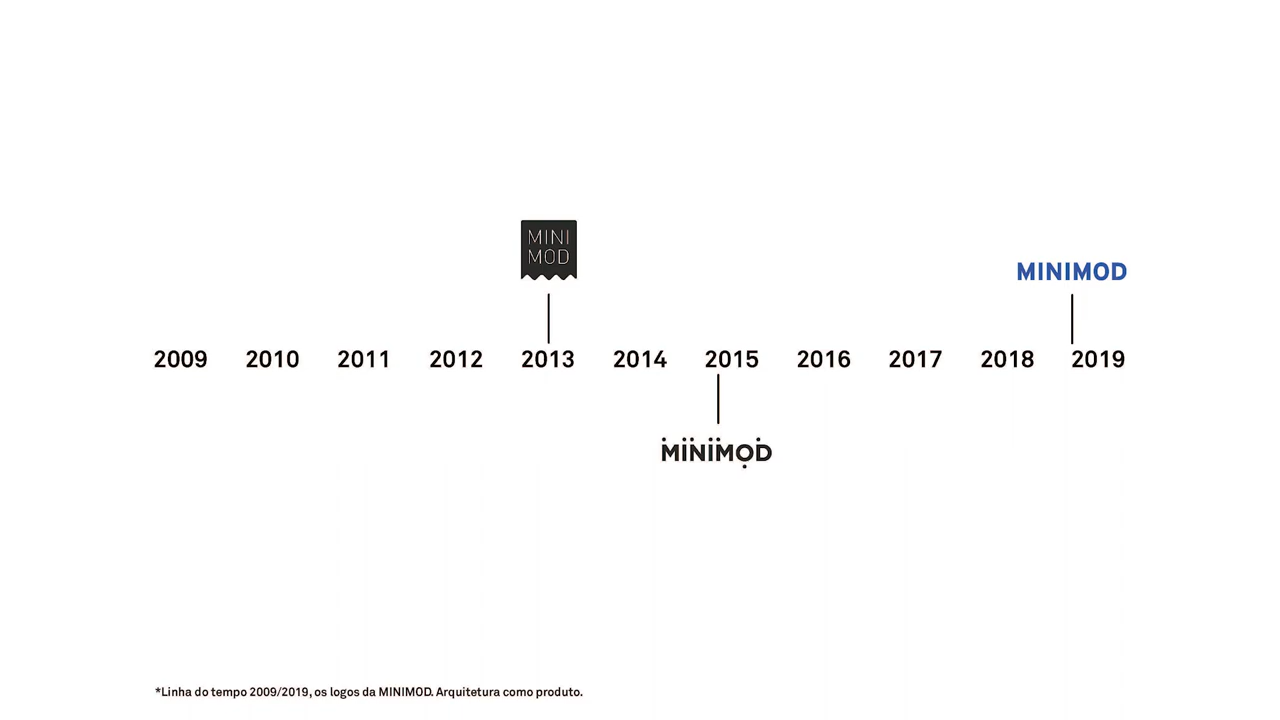 MINI
MOD
MINIMOD
2009 2010 2011 2012 2013 2014 2015 2016 2017 2018 2019
MINIMOD
*Linha do tempo 2009/2019, os logos da MINIMOD. Arquitetura como produto.